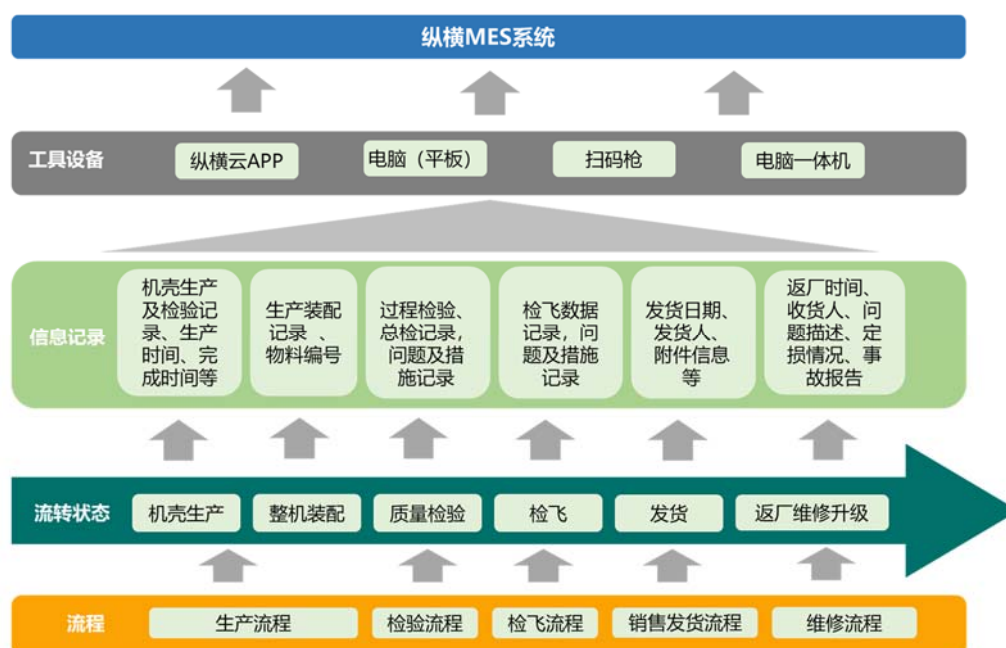 纵横MES系统
工具设备
纵横云APP
电脑（平板）
扫码枪
电脑一体机
信息记录
机壳生产
及检验记
录、生产
时间、完
成时间等
生产装配
记录 、
物料编号
过程检验、
总检记录，
问题及措
施记录
检飞数据
记录，问
题及措施
记录
发货日期、
发货人、
附件信息
等
返厂时间、
收货人、问
题描述、定
损情况、事
故报告
流转状态
机壳生产
整机装配
质量检验
检飞
发货
返厂维修升级
流程
生产流程
检验流程
检飞流程
销售发货流程
维修流程